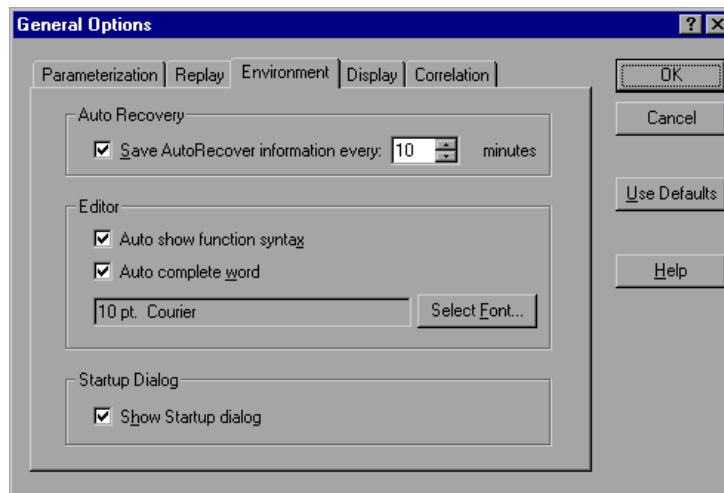 General Options
Parameterization Replay Environment Display Correlation
OK
Cancel
Use Defaults
Help
Auto Recovery
Save AutoRecover information every: 10 minutes
Editor
Auto show function syntax
Auto complete word
10 pt. Courier
Select Font...
Startup Dialog
Show Startup dialog